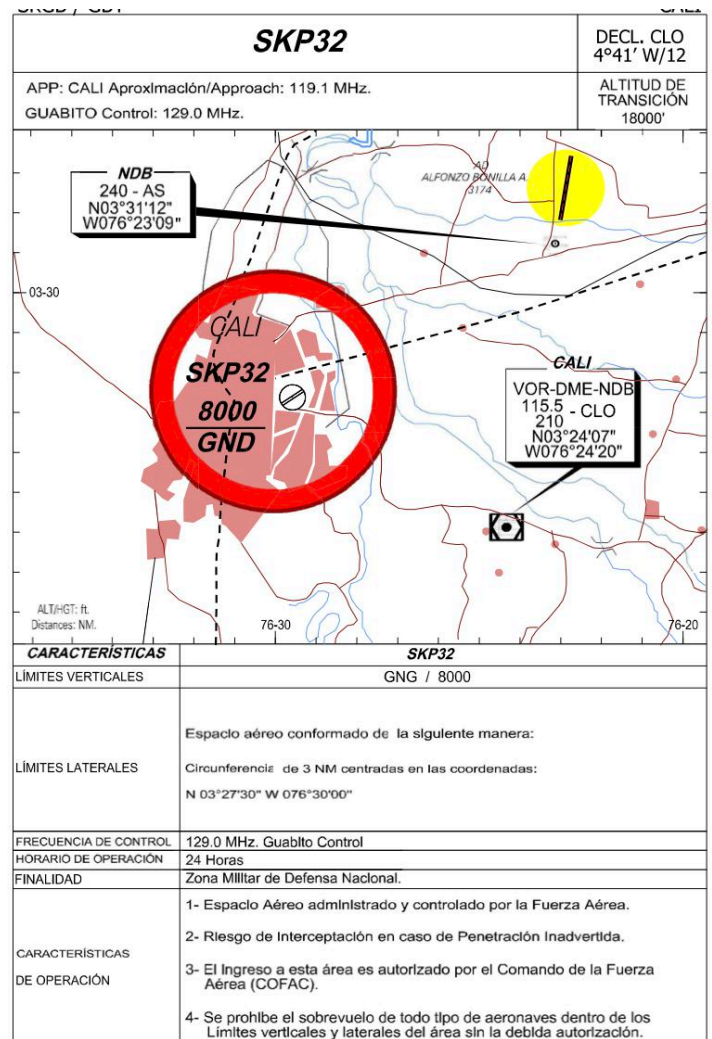 SKP32
DECL. CLO
4°41' W/12
APP: CALI Aproximación/Approach: 119.1 MHz.
GUABITO Control: 129.0 MHz.
ALTITUD DE
TRANSICIÓN
18000'
NDB
240 - AS
N03°31'12"
W076°23'09"
AD
ALFONZO BONILLA A.
3174
03-30
CALI
SKP32
8000
GND
CALI
VOR-DME-NDB
115.5
210 - CLO
N03°24'07"
W076°24'20"
ALT/HGT: ft.
Distances: NM.
76-30
76-20
CARACTERÍSTICAS
SKP32
LÍMITES VERTICALES
GNG / 8000
LÍMITES LATERALES
Espacio aéreo conformado de la siguiente manera:
Circunferencia de 3 NM centradas en las coordenadas:
N 03°27'30" W 076°30'00"
FRECUENCIA DE CONTROL
129.0 MHz. Guabito Control
HORARIO DE OPERACIÓN
24 Horas
FINALIDAD
Zona Militar de Defensa Nacional.
CARACTERÍSTICAS
DE OPERACIÓN
1- Espacio Aéreo administrado y controlado por la Fuerza Aérea.
2- Riesgo de Interceptación en caso de Penetración Inadvertida.
3- El Ingreso a esta área es autorizado por el Comando de la Fuerza
Aérea (COFAC).
4- Se prohibe el sobrevuelo de todo tipo de aeronaves dentro de los
Límites verticales y laterales del área sin la debida autorización.